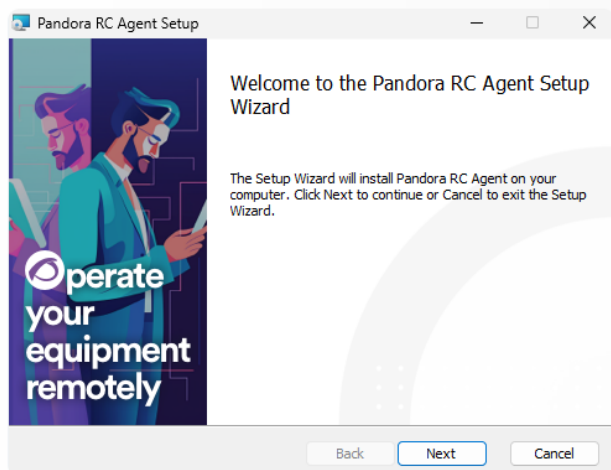 Pandora RC Agent Setup
Welcome to the Pandora RC Agent Setup
Wizard
The Setup Wizard will install Pandora RC Agent on your
computer. Click Next to continue or Cancel to exit the Setup
Wizard.
Operate
your
equipment
remotely
Back Next Cancel